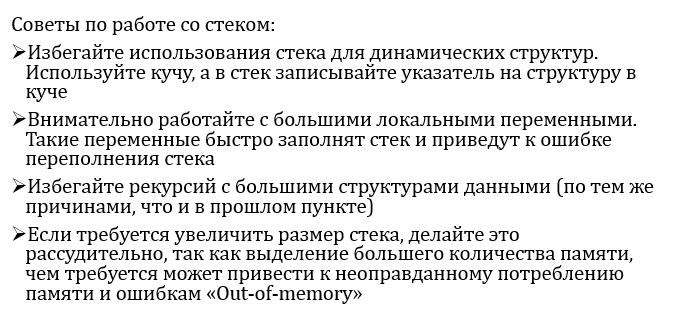 Советы по работе со стеком:
➢Избегайте использования стека для динамических структур.
Используйте кучу, а в стек записывайте указатель на структуру в
куче
➢Внимательно работайте с большими локальными переменными.
Такие переменные быстро заполнят стек и приведут к ошибке
переполнения стека
➢Избегайте рекурсий с большими структурами данными (по тем же
причинами, что и в прошлом пункте)
➢Если требуется увеличить размер стека, делайте это
рассудительно, так как выделение большего количества памяти,
чем требуется может привести к неоправданному потреблению
памяти и ошибкам «Out-of-memory»